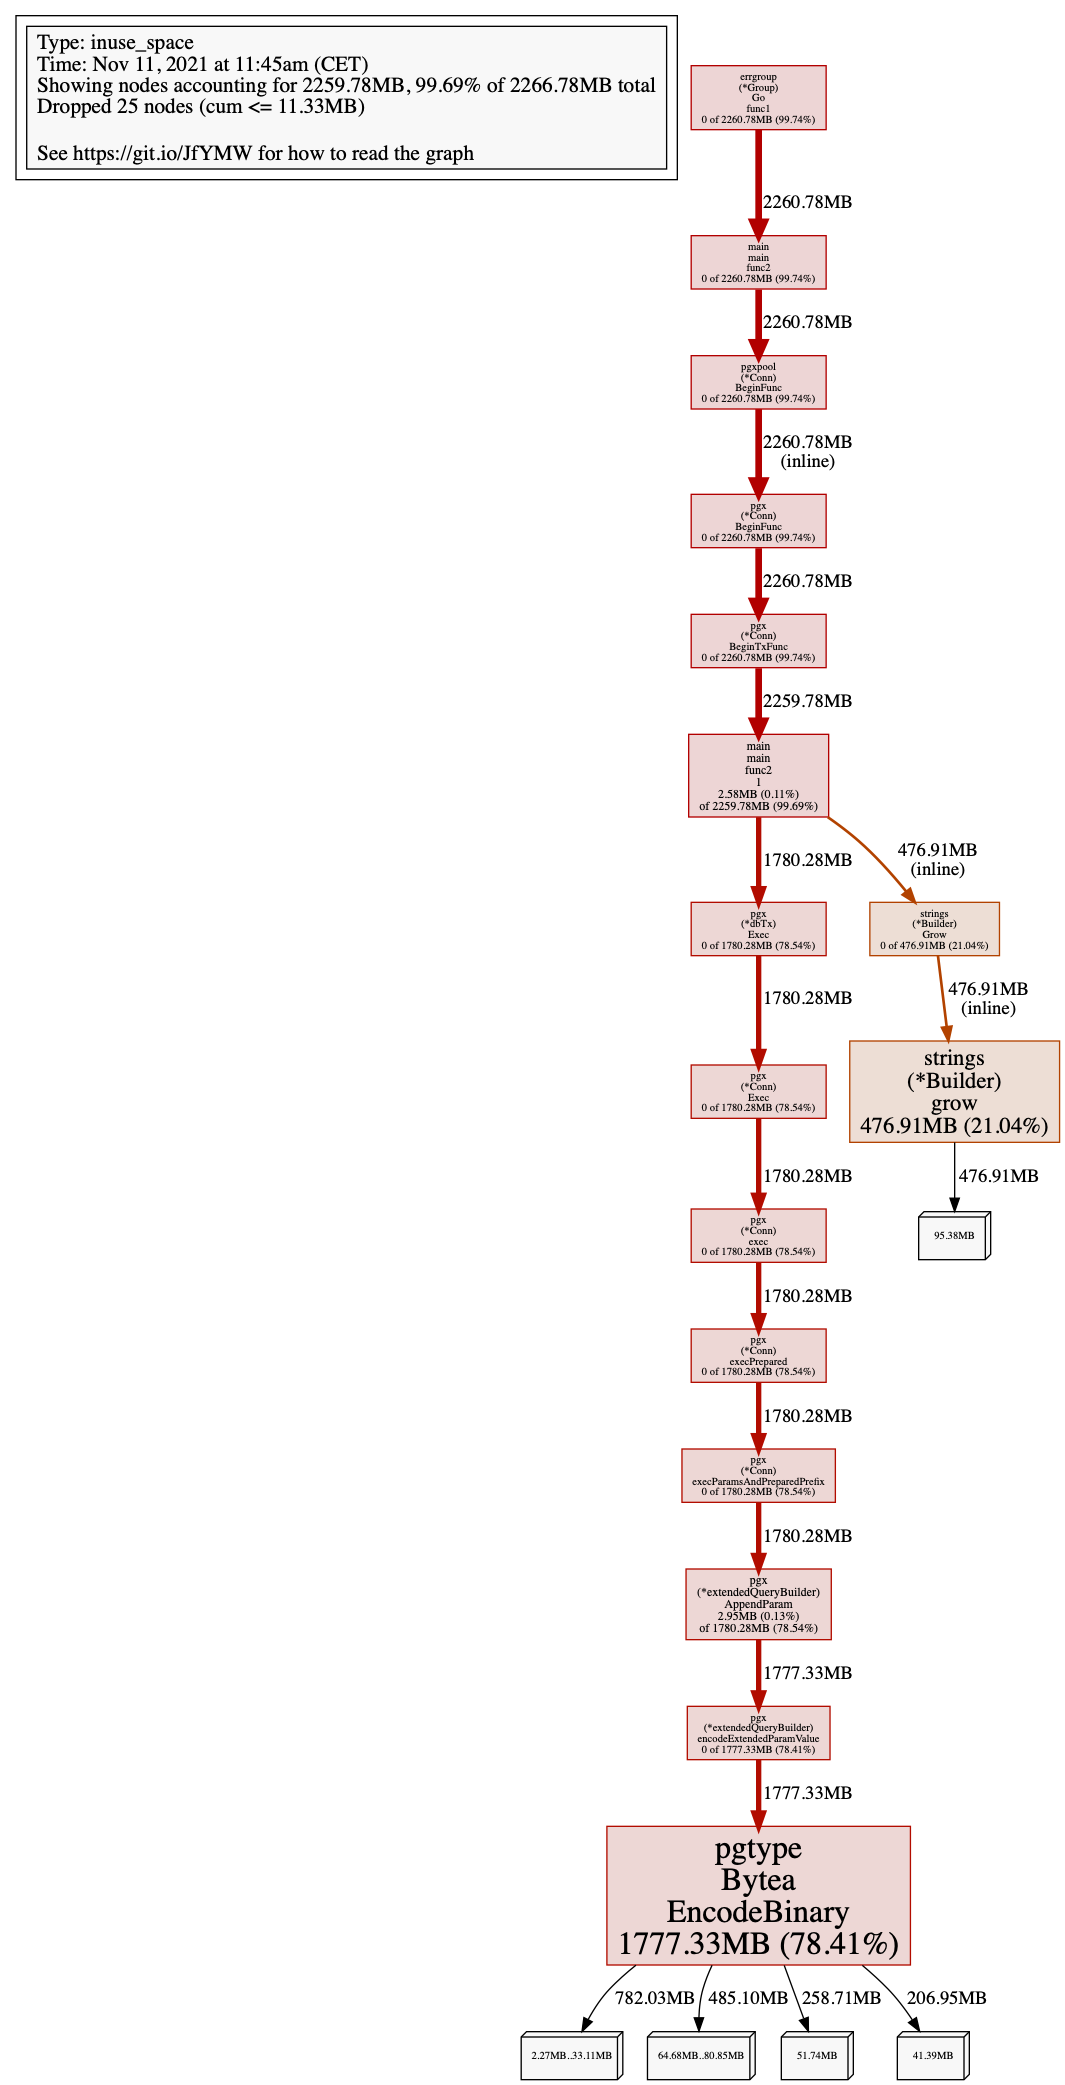 Type: inuse_space
Time: Nov 11, 2021 at 11:45am (CET)
Showing nodes accounting for 2259.78MB, 99.69% of 2266.78MB total
Dropped 25 nodes (cum <= 11.33MB)
See https://git.io/JfYMW for how to read the graph
errgroup
(*Group)
Go
func1
0 of 2260.78MB (99.74%)
2260.78MB
main
main
func2
0 of 2260.78MB (99.74%)
2260.78MB
pgxpool
(*Conn)
BeginFunc
0 of 2260.78MB (99.74%)
2260.78MB
(inline)
pgx
(*Conn)
BeginFunc
0 of 2260.78MB (99.74%)
2260.78MB
pgx
(*Conn)
BeginTxFunc
0 of 2260.78MB (99.74%)
2259.78MB
main
main
func2
1
2.58MB (0.11%)
of 2259.78MB (99.69%)
1780.28MB
476.91MB
(inline)
pgx
(*dbTx)
Exec
0 of 1780.28MB (78.54%)
strings
(*Builder)
Grow
0 of 476.91MB (21.04%)
1780.28MB
476.91MB
(inline)
pgx
(*Conn)
Exec
0 of 1780.28MB (78.54%)
strings
(*Builder)
grow
476.91MB (21.04%)
1780.28MB
476.91MB
pgx
(*Conn)
exec
0 of 1780.28MB (78.54%)
95.38MB
1780.28MB
pgx
(*Conn)
execPrepared
0 of 1780.28MB (78.54%)
1780.28MB
pgx
(*Conn)
execParamsAndPreparedPrefix
0 of 1780.28MB (78.54%)
1780.28MB
pgx
(*extendedQueryBuilder)
AppendParam
2.95MB (0.13%)
of 1780.28MB (78.54%)
1777.33MB
pgx
(*extendedQueryBuilder)
encodeExtendedParamValue
0 of 1777.33MB (78.41%)
1777.33MB
pgtype
Bytea
EncodeBinary
1777.33MB (78.41%)
782.03MB
485.10MB
258.71MB
206.95MB
2.27MB..33.11MB
64.68MB..80.85MB
51.74MB
41.39MB